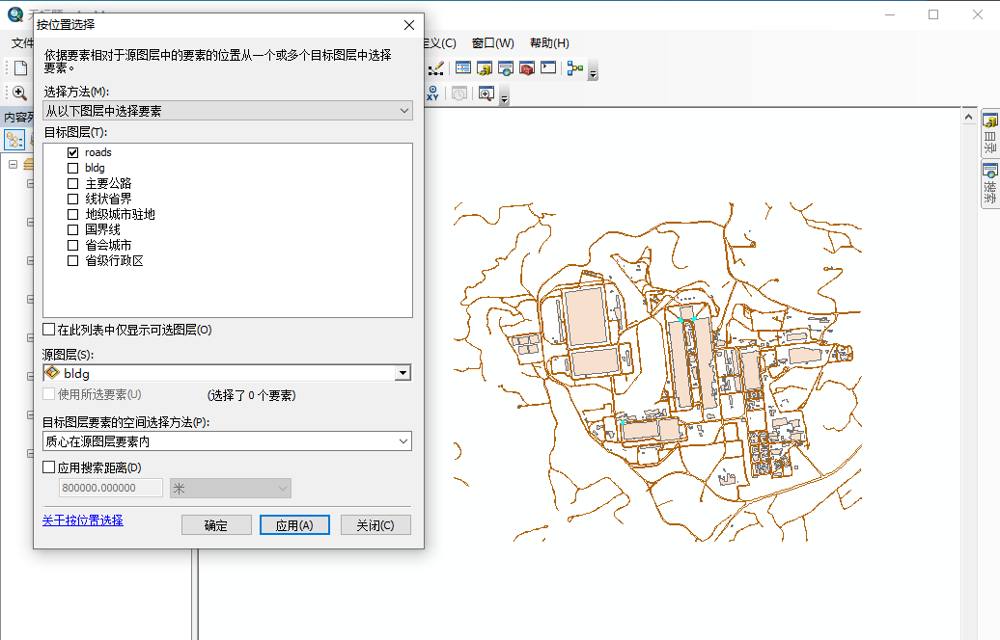 按位置选择
文件
定义(C) 窗口(W) 帮助(H)
依据要素相对于源图层中的要素的位置从一个或多个目标图层中选择
要素。
选择方法(M):
从以下图层中选择要素
目标图层(T):
roads
bldg
主要公路
线状省界
地级城市驻地
国界线
省会城市
省级行政区
在此列表中仅显示可选图层(O)
源图层(S):
bldg
使用所选要素(U) (选择了 0 个要素)
目标图层要素的空间选择方法(P):
质心在源图层要素内
应用搜索距离(D)
800000.000000 米
关于按位置选择
确定 应用(A) 关闭(C)
XY
内容列
目录
搜索